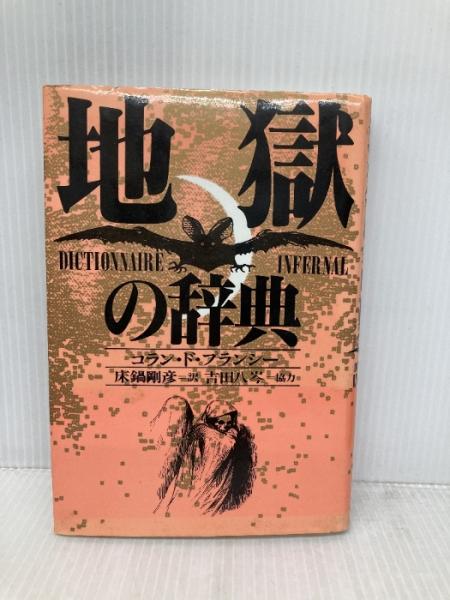 地獄
DICTIONNAIRE INFERNAL
の辞典
コラン・ド・プランシー
床鍋剛彦=訳 吉田八岑=協力